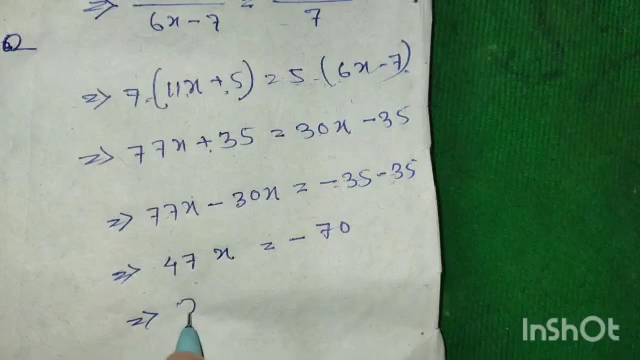 ⇒ 6x-7 = 7
⇒ 7.(11x+5) = 5.(6x-7)
⇒ 77x+35 = 30x-35
⇒ 77x-30x = -35-35
⇒ 47x = -70
⇒
InShOt